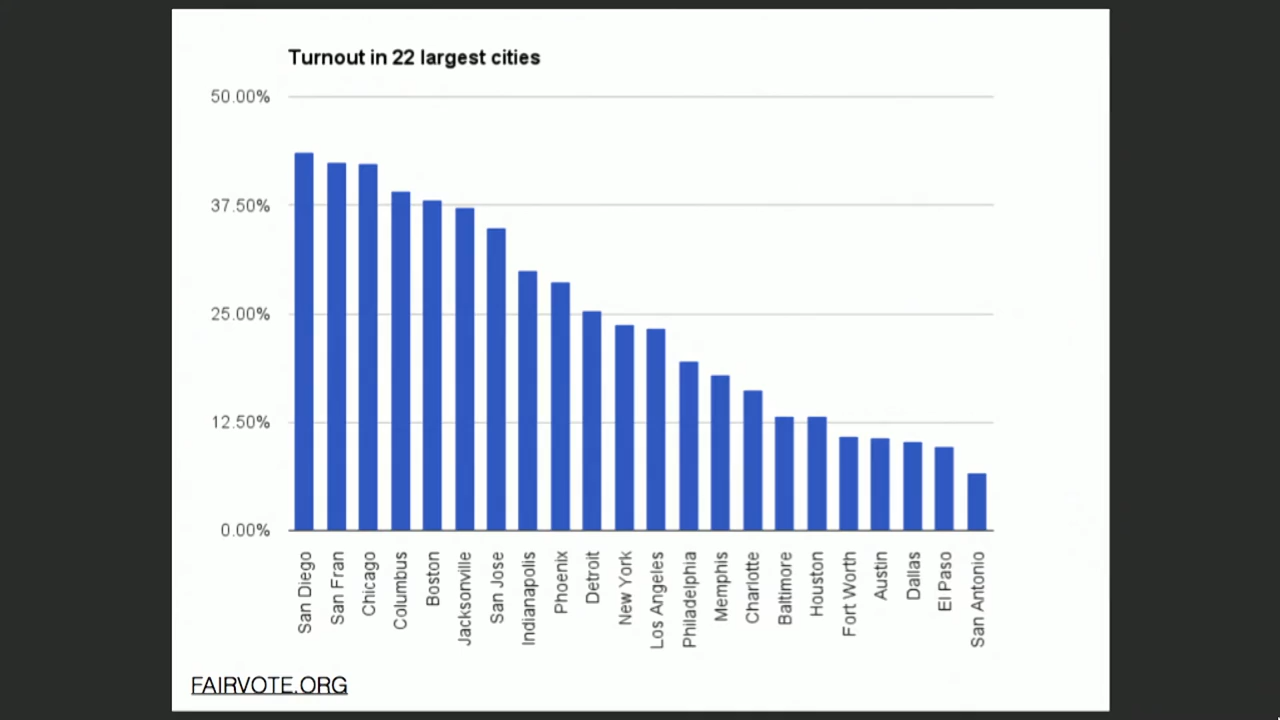 Turnout in 22 largest cities
50.00%
37.50%
25.00%
12.50%
0.00%
San Diego
San Fran
Chicago
Columbus
Boston
Jacksonville
San Jose
Indianapolis
Phoenix
Detroit
New York
Los Angeles
Philadelphia
Memphis
Charlotte
Baltimore
Houston
Fort Worth
Austin
Dallas
El Paso
San Antonio
FAIRVOTE.ORG